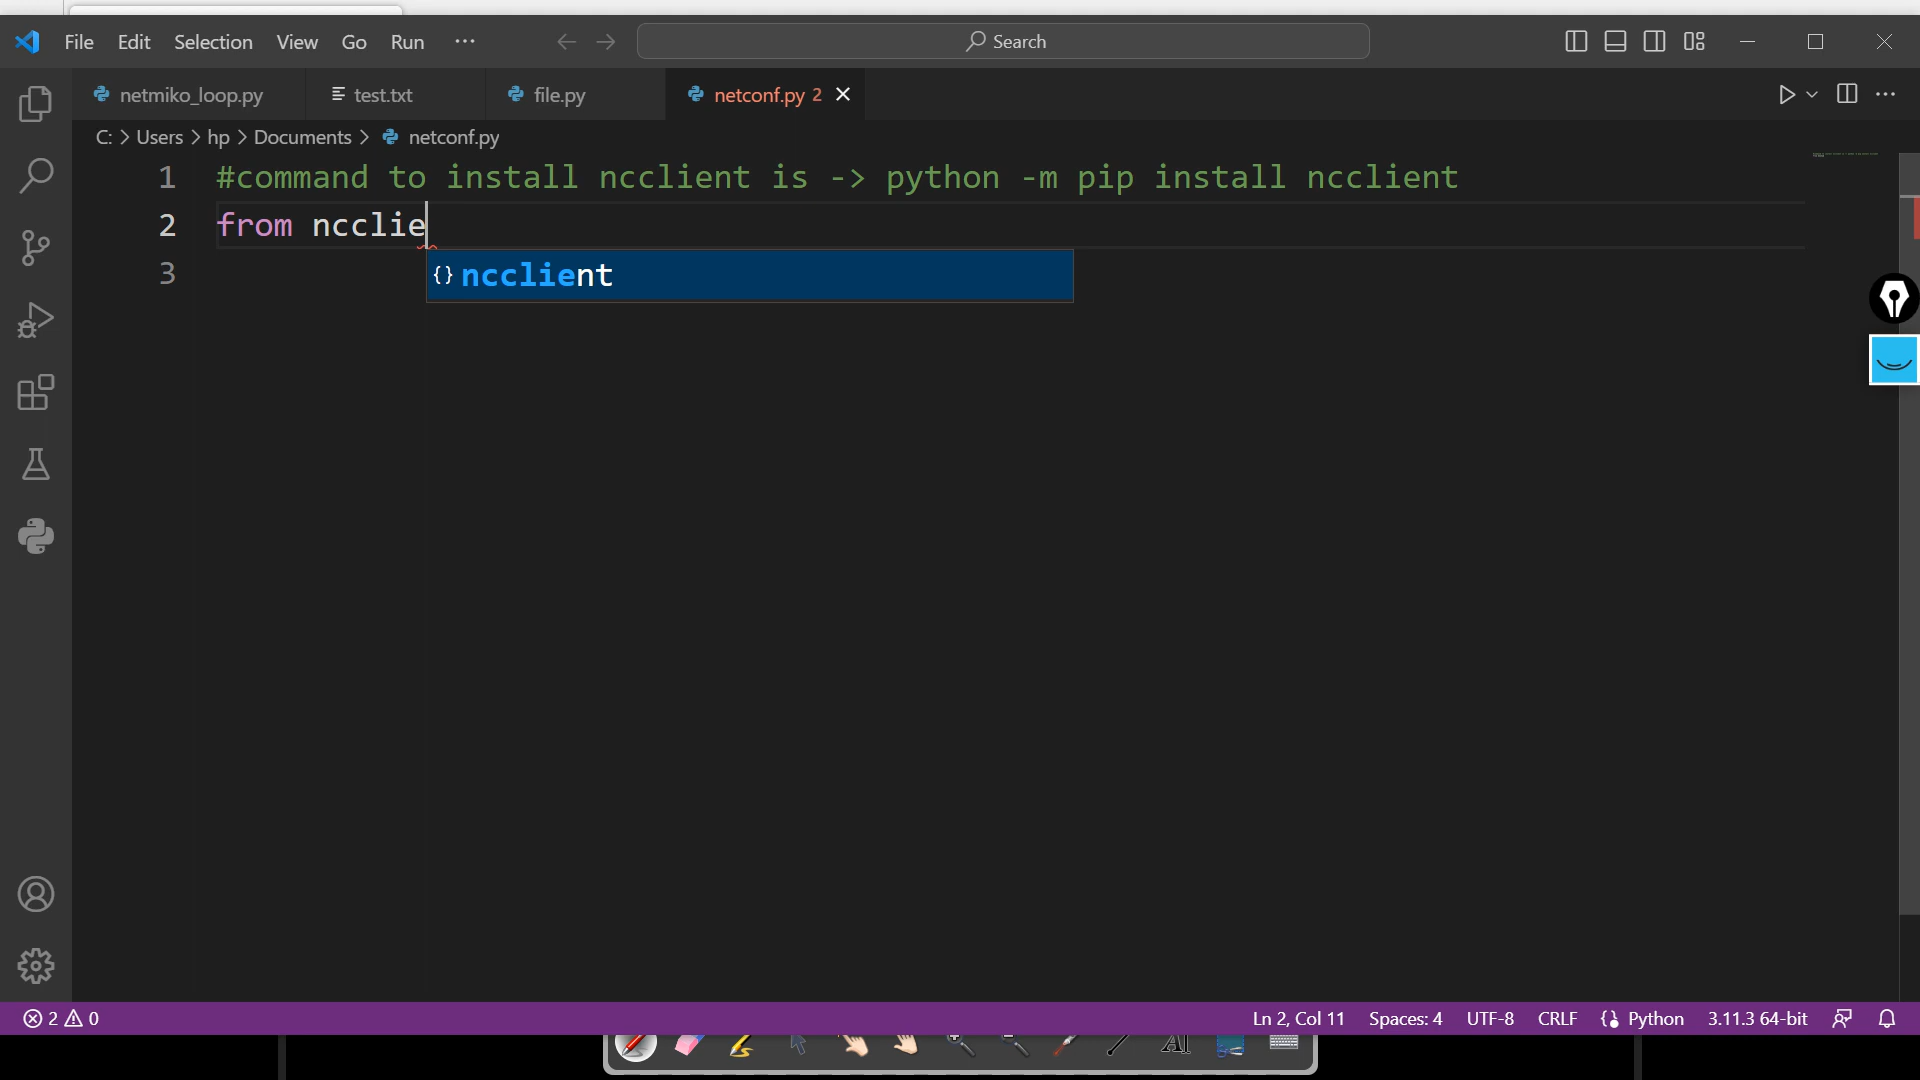 File Edit Selection View Go Run ··· Search
netmiko_loop.py test.txt file.py netconf.py 2
C: > Users > hp > Documents > netconf.py
1 #command to install ncclient is -> python -m pip install ncclient
2 from ncclie
{} ncclient
3
2 0 Ln 2, Col 11 Spaces: 4 UTF-8 CRLF {} Python 3.11.3 64-bit
AI